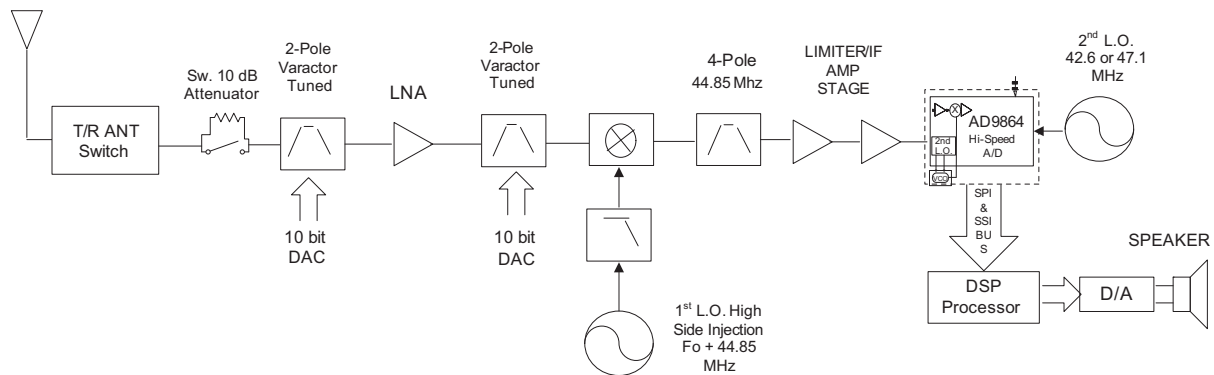 T/R ANT
Switch
Sw. 10 dB
Attenuator
2-Pole
Varactor
Tuned
10 bit
DAC
LNA
2-Pole
Varactor
Tuned
10 bit
DAC
1st L.O. High
Side Injection
Fo + 44.85
MHz
4-Pole
44.85 Mhz
LIMITER/IF
AMP
STAGE
AD9864
Hi-Speed
A/D
2nd
L.O.
VCO
2nd L.O.
42.6 or 47.1
MHz
SPI
&
SSI
BU
S
DSP
Processor
D/A
SPEAKER